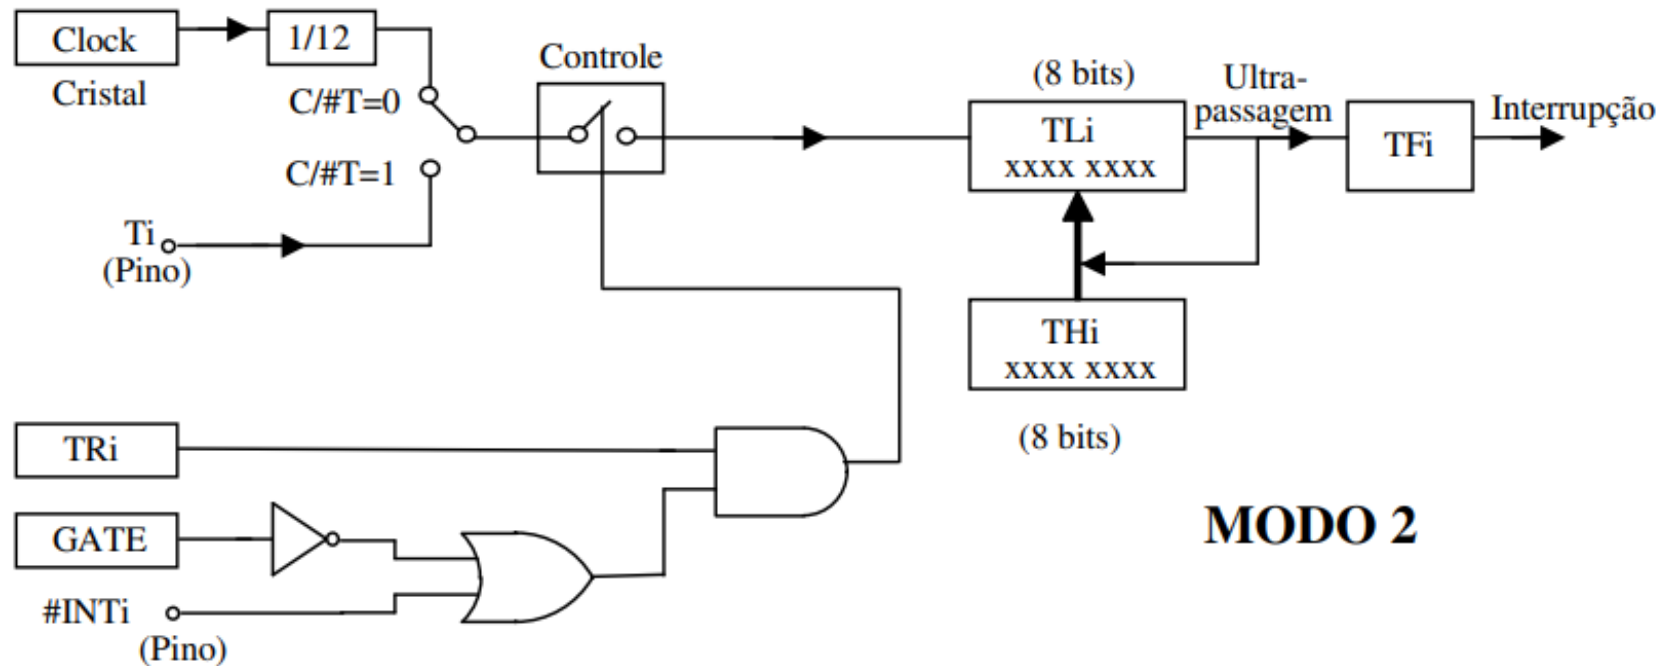 Clock
Cristal
1/12
C/#T=0
C/#T=1
Ti
(Pino)
Controle
(8 bits)
TLi
xxxx xxxx
Ultra-
passagem
TFi
Interrupção
THi
xxxx xxxx
(8 bits)
TRi
GATE
#INTi
(Pino)
MODO 2